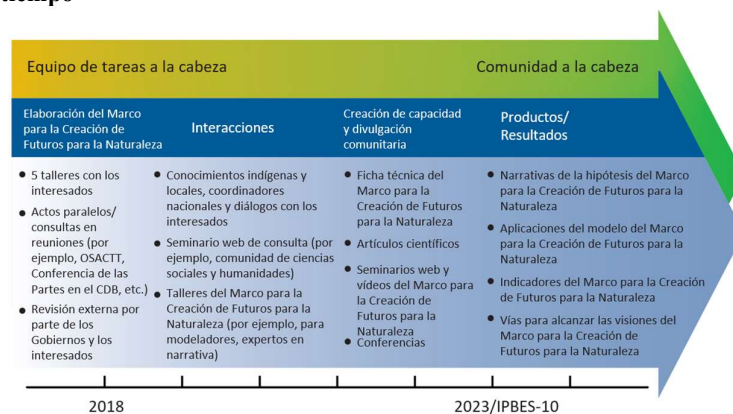 Equipo de tareas a la cabeza
Comunidad a la cabeza
Elaboración del Marco
para la Creación de
Futuros para la Naturaleza
Interacciones
Creación de capacidad
y divulgación
comunitaria
Productos/
Resultados
• 5 talleres con los
interesados
• Actos paralelos/
consultas en
reuniones (por
ejemplo, OSACTT,
Conferencia de las
Partes en el CDB, etc.)
• Revisión externa por
parte de los
Gobiernos y los
interesados
• Conocimientos indígenas y
locales, coordinadores
nacionales y diálogos con los
interesados
• Seminario web de consulta (por
ejemplo, comunidad de ciencias
sociales y humanidades)
• Talleres del Marco para la
Creación de Futuros para la
Naturaleza (por ejemplo, para
modeladores, expertos en
narrativa)
• Ficha técnica del
Marco para la
Creación de Futuros
para la Naturaleza
• Artículos científicos
• Seminarios web y
vídeos del Marco para
la Creación de
Futuros para la
Naturaleza
• Conferencias
• Narrativas de la hipótesis del Marco
para la Creación de Futuros para la
Naturaleza
• Aplicaciones del modelo del Marco
para la Creación de Futuros para la
Naturaleza
• Indicadores del Marco para la Creación
de Futuros para la Naturaleza
• Vías para alcanzar las visiones del
Marco para la Creación de
Futuros para la Naturaleza
2018
2023/IPBES-10